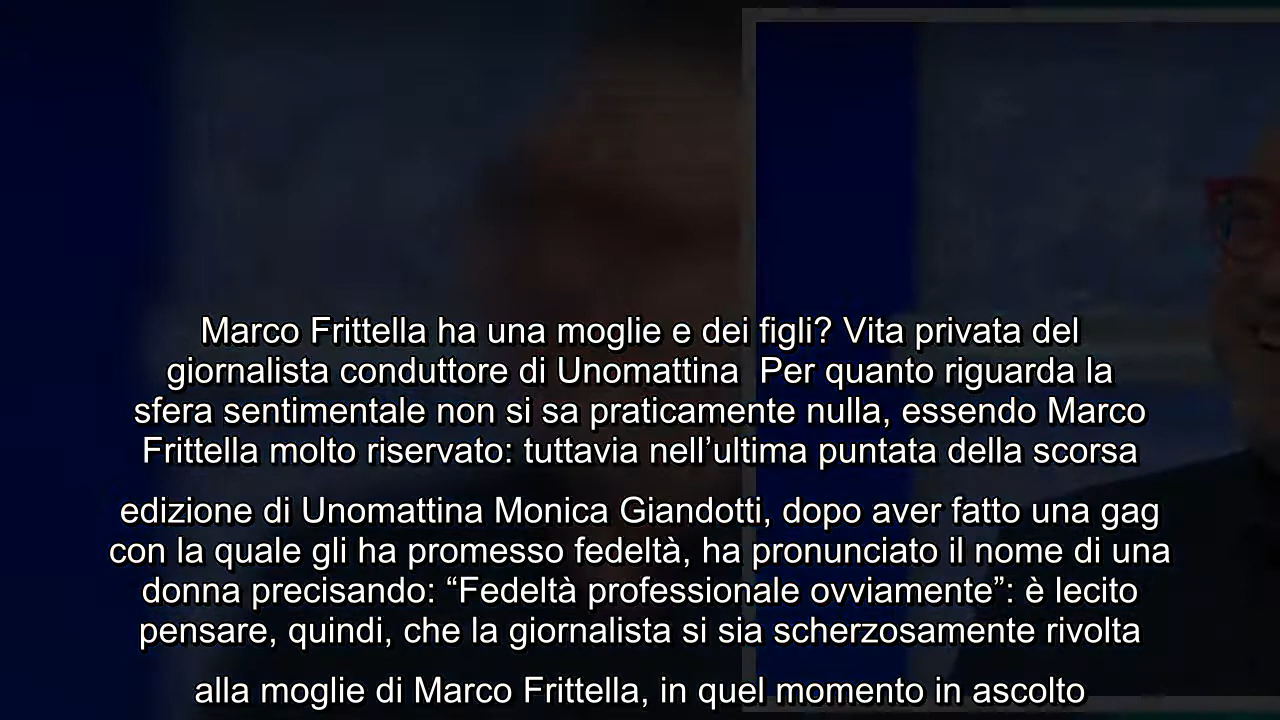 Marco Frittella ha una moglie e dei figli? Vita privata del
giornalista conduttore di Unomattina  Per quanto riguarda la
sfera sentimentale non si sa praticamente nulla, essendo Marco
Frittella molto riservato: tuttavia nell’ultima puntata della scorsa
edizione di Unomattina Monica Giandotti, dopo aver fatto una gag
con la quale gli ha promesso fedeltà, ha pronunciato il nome di una
donna precisando: “Fedeltà professionale ovviamente”: è lecito
pensare, quindi, che la giornalista si sia scherzosamente rivolta
alla moglie di Marco Frittella, in quel momento in ascolto